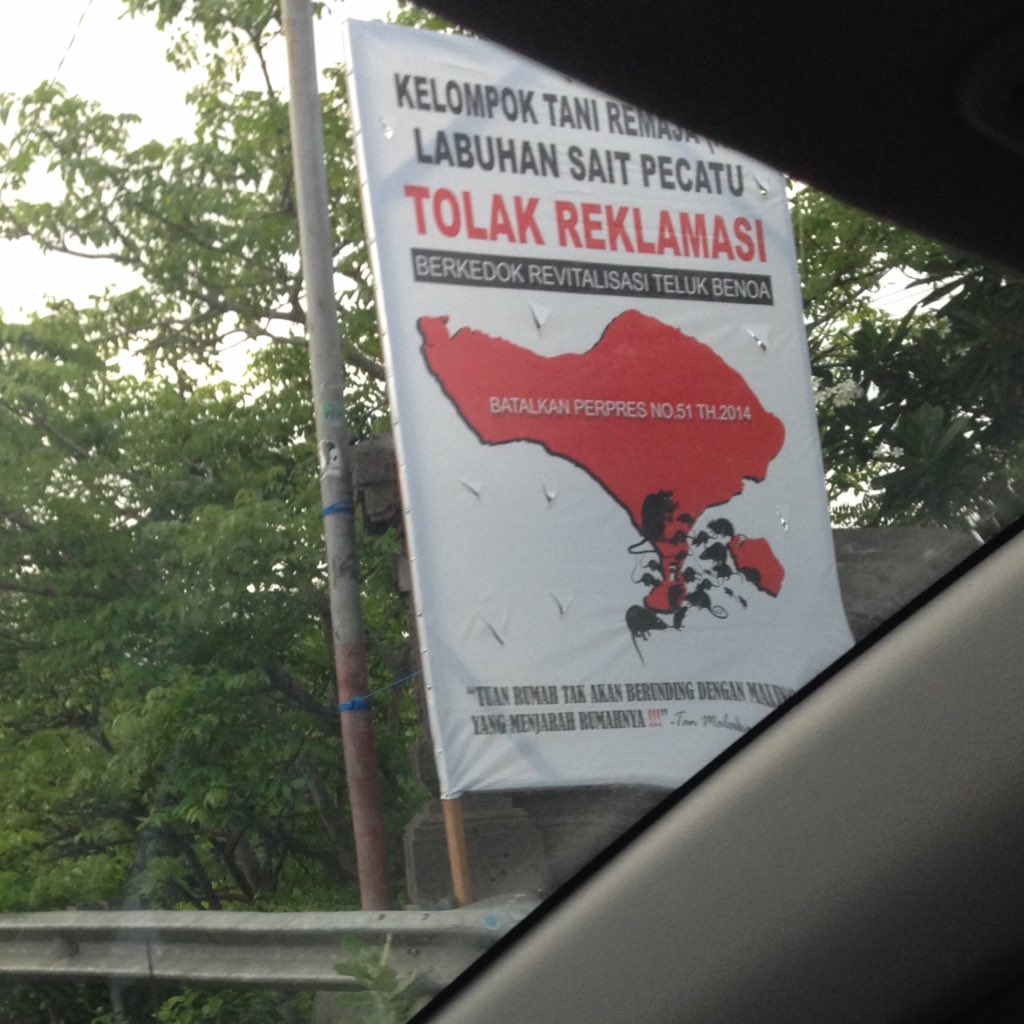 KELOMPOK TANI REMAJA
LABUHAN SAIT PECATU
TOLAK REKLAMASI
BERKEDOK REVITALISASI TELUK BENOA
BATALKAN PERPRES NO.51 TH.2014
"TUAN RUMAH TAK AKAN BERUNDING DENGAN
YANG MENJARAH RUMAHNYA !!!" -Tan Malaka